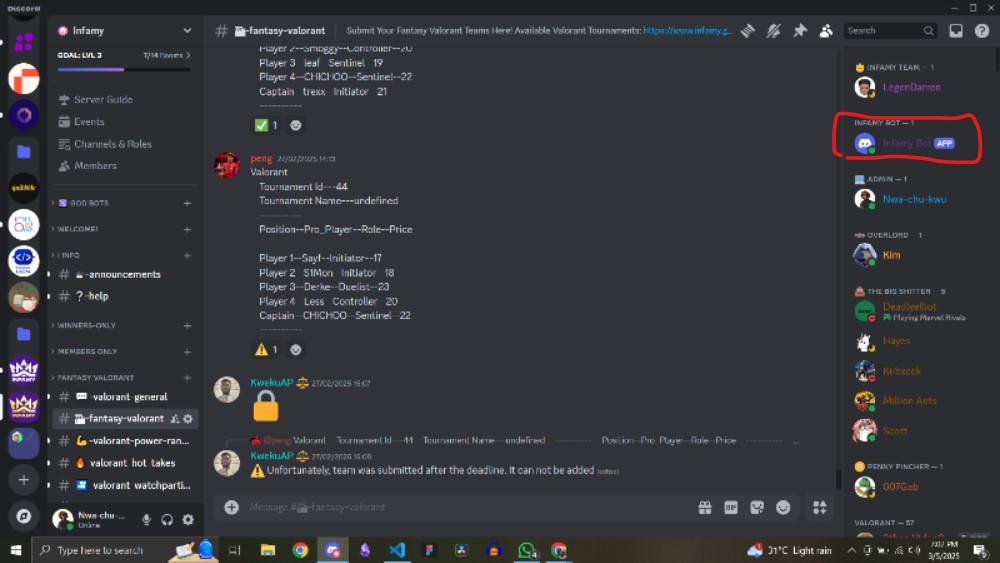 Discord
Infamy
GOAL: LVL 3
7/14 Boosts
Server Guide
Events
Channels & Roles
Members
GOD BOTS
WELCOME!
INFO
-announcements
-help
WINNERS-ONLY
MEMBERS ONLY
FANTASY VALORANT
valorant-general
-fantasy-valorant
-valorant-power-ran...
valorant hot takes
valorant watchparti...
Nwa-chu-...
Online
-fantasy-valorant
Submit Your Fantasy Valorant Teams Here! Available Valorant Tournaments: https://www.infamy.g...
Search
Player 2--Smoggy--Controller--20
Player 3 leaf Sentinel 19
Player 4--CHICHOO--Sentinel--22
Captain trexx Initiator 21
-----------
1
peng 27/02/2025 14:13
Valorant
Tournament Id---44
Tournament Name---undefined
-----------
Position--Pro_Player--Role--Price
Player 1--Sayf--Initiator--17
Player 2 S1Mon Initiator 18
Player 3--Derke--Duelist--23
Player 4 Less Controller 20
Captain--CHICHOO--Sentinel--22
-----------
1
KwekuAP 27/02/2025 16:07
@peng Valorant Tournament Id---44 Tournament Name---undefined ----------- Position--Pro Player--Role--Price ----------- ...
KwekuAP 27/02/2025 16:08
Unfortunately, team was submitted after the deadline. It can not be added (edited)
Message #-fantasy-valorant
GIF
INFAMY TEAM — 1
LegenDarren
INFAMY BOT — 1
Infamy Bot APP
ADMIN — 1
Nwa-chu-kwu
OVERLORD 1
Kim
THE BIG SHITTER 5
DeadlyelBot
Playing Marvel Rivals
Hayes
Kubxcek
Million Ants
Scott
PENNY PINCHER — 1
007Gab
VALORANT - 57
Type here to search
31°C Light rain
7:02 PM
3/5/2025